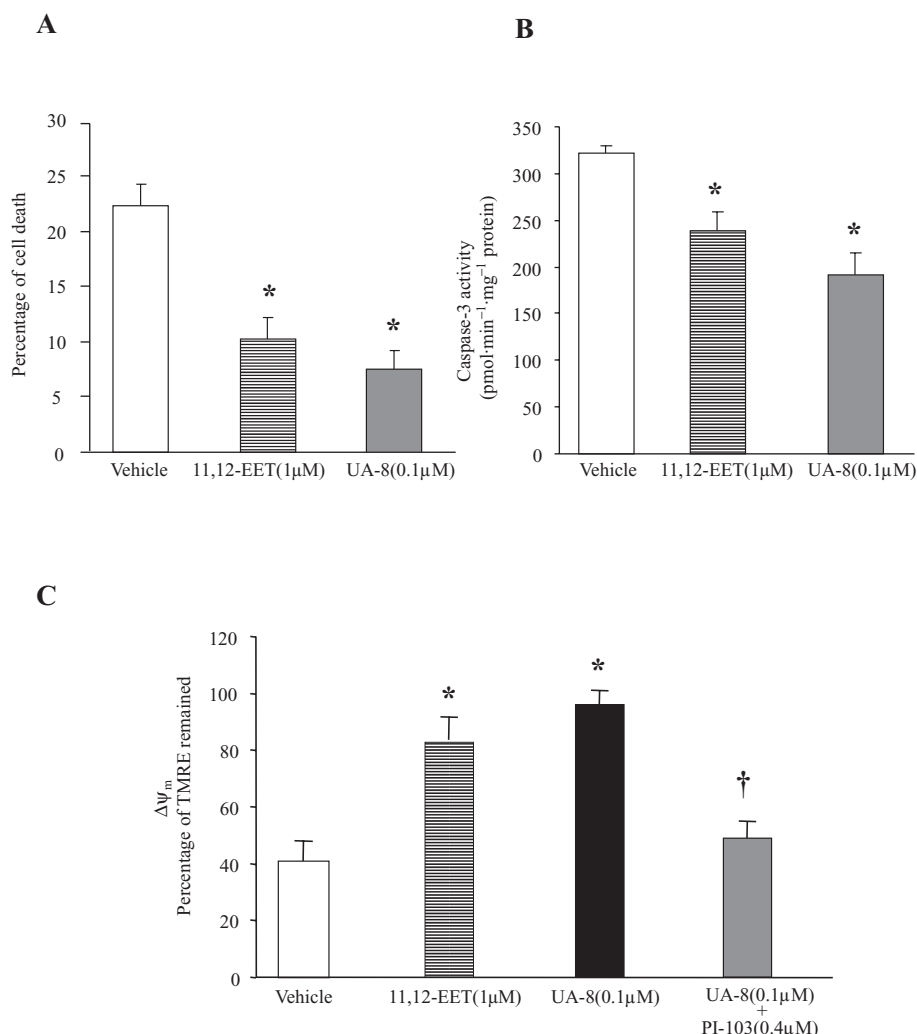 A
Percentage of cell death
30
25
20
15
10
5
0
*
*
Vehicle
11,12-EET(1µM)
UA-8(0.1µM)
B
Caspase-3 activity
(pmol·min⁻¹·mg⁻¹ protein)
350
300
250
200
150
100
50
0
*
*
Vehicle
11,12-EET(1µM)
UA-8(0.1µM)
C
Δψm
Percentage of TMRE remained
120
100
80
60
40
20
0
*
*
†
Vehicle
11,12-EET(1µM)
UA-8(0.1µM)
UA-8(0.1µM)
+
PI-103(0.4µM)